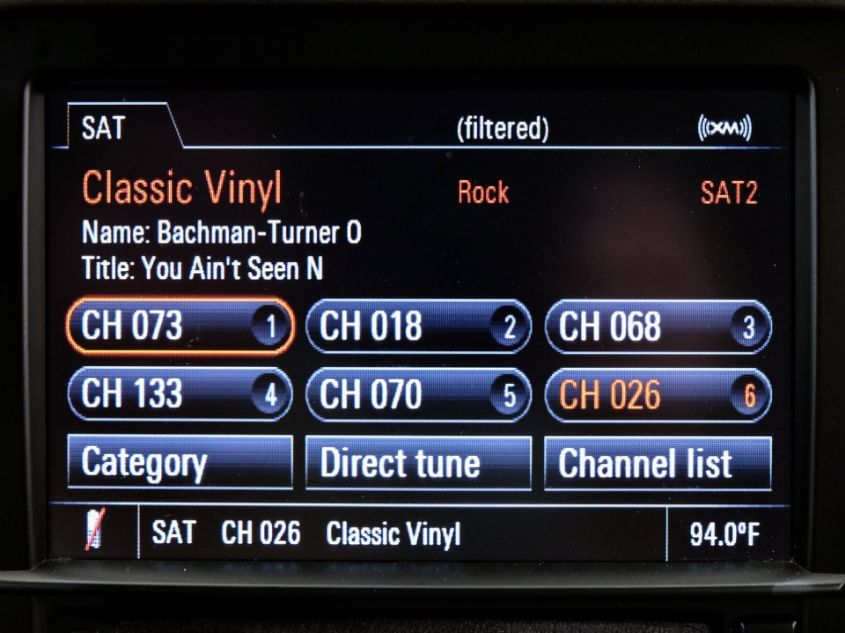 SAT (filtered) ((XM))
Classic Vinyl Rock SAT2
Name: Bachman-Turner O
Title: You Ain't Seen N
CH 073 1 CH 018 2 CH 068 3
CH 133 4 CH 070 5 CH 026 6
Category Direct tune Channel list
SAT CH 026 Classic Vinyl 94.0°F